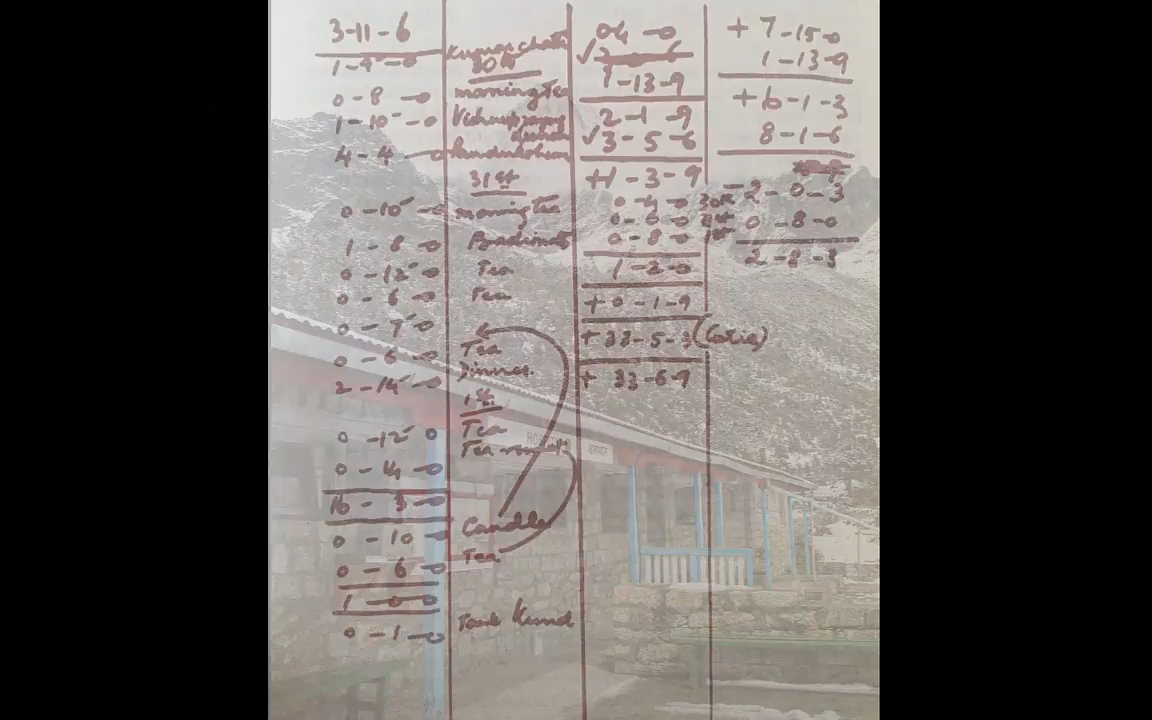 3-11-6
1-4-0
Kumarchatti
30th
0-8-0 morning Tea
1-10-0
4-4-0
31st
0-10-0 morning Tea
1-8-0 Badrinath
0-12-0 Tea
0-6-0 Tea
0-7-0
0-6-0 Tea
2-14-0 Dinner
1st
0-12-0 Tea
0-14-0 Tea
16-3-0
0-10-0 Candle
0-6-0 Tea
1-0-0
0-1-0 Kund
04-0
1-13-9
2-1-9
✓3-5-6
+1-3-9
0-4-0 30th
0-6-0
0-8-0 1st
1-2-0
+0-1-9
+33-5-3
+33-6-9
+7-15-0
1-13-9
+6-1-3
8-1-6
-2-0-3
0-8-0
2-8-3